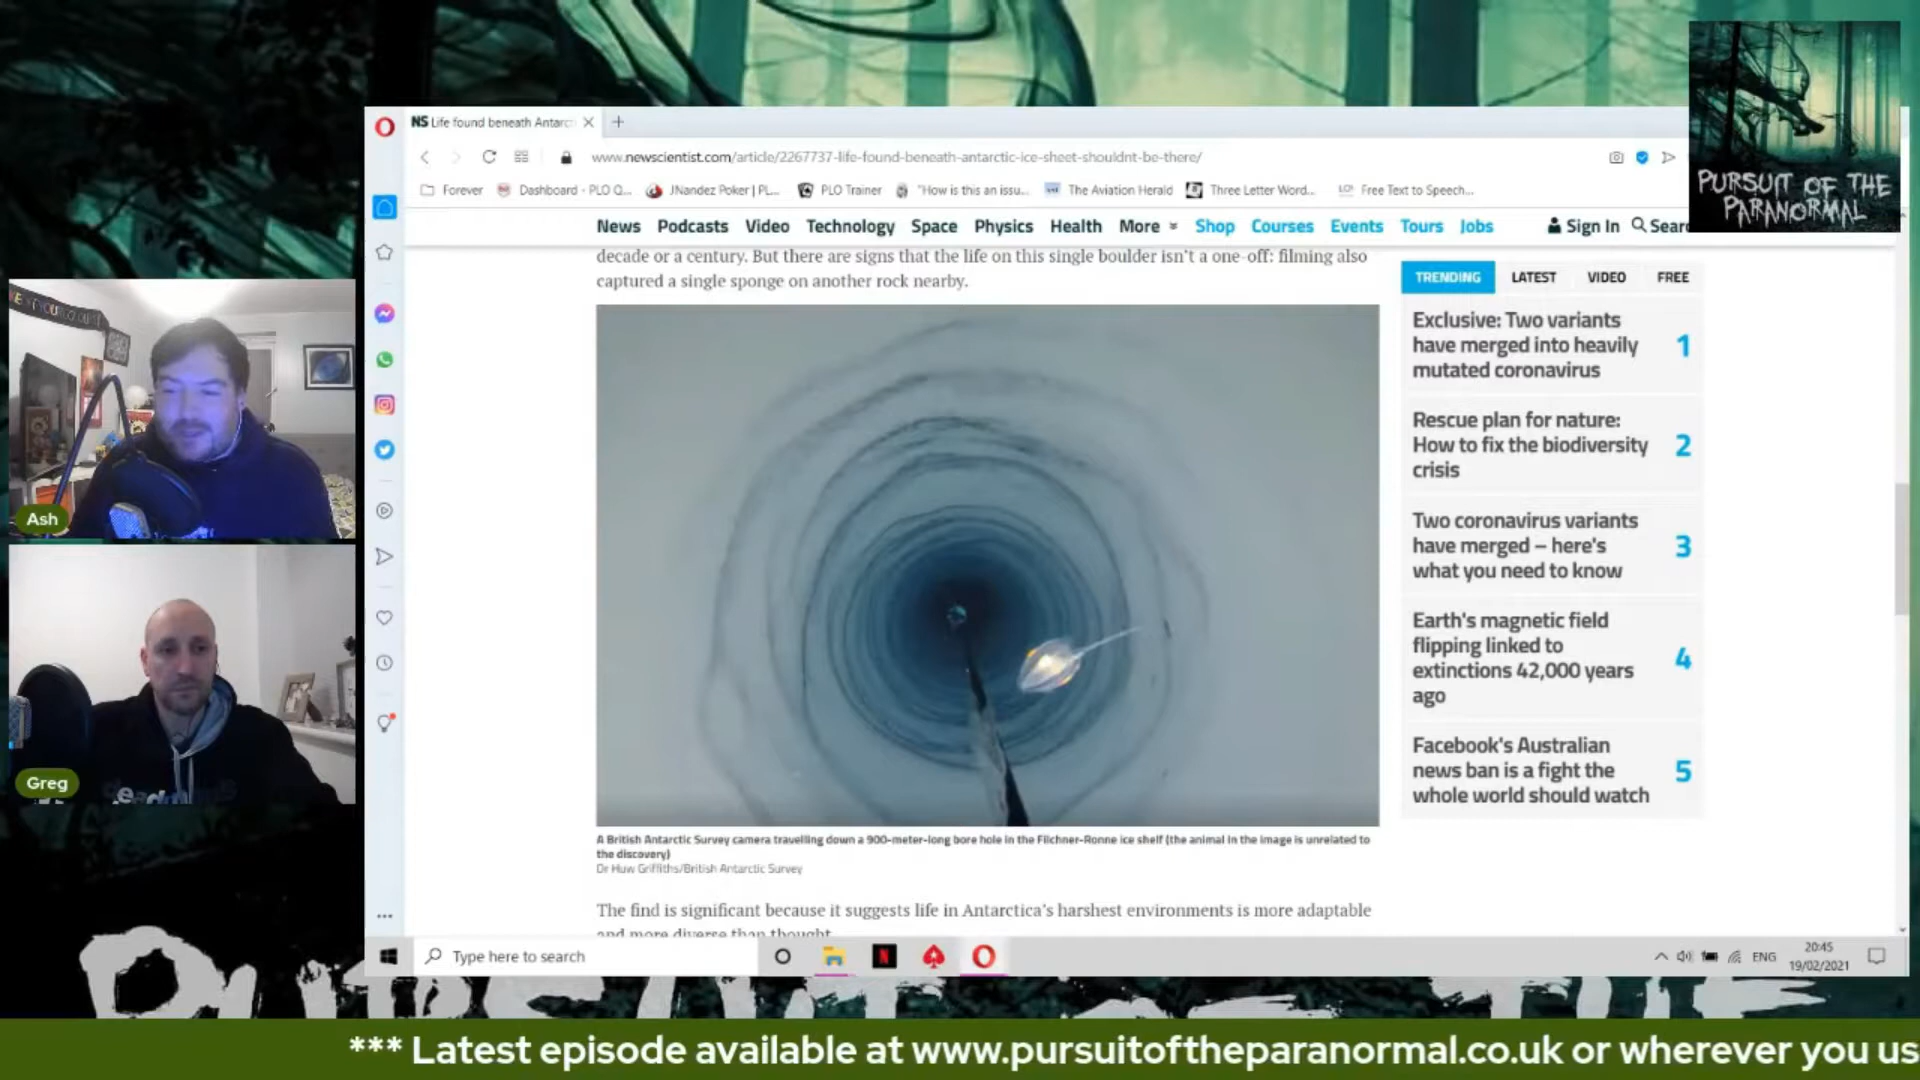 PURSUIT OF THE
PARANORMAL
NS Life found beneath Antarc
www.newscientist.com/article/2267737-life-found-beneath-antarctic-ice-sheet-shouldnt-be-there/
Forever
Dashboard - PLO Q...
JNandez Poker | PL...
PLO Trainer
"How is this an issu...
The Aviation Herald
Three Letter Word...
Free Text to Speech...
News Podcasts Video Technology Space Physics Health More Shop Courses Events Tours Jobs
Sign In
Searc
decade or a century. But there are signs that the life on this single boulder isn't a one-off: filming also
captured a single sponge on another rock nearby.
A British Antarctic Survey camera travelling down a 900-meter-long bore hole in the Filchner-Ronne ice shelf (the animal in the image is unrelated to
the discovery)
Dr Huw Griffiths/British Antarctic Survey
The find is significant because it suggests life in Antarctica's harshest environments is more adaptable
and more diverse than thought.
TRENDING LATEST VIDEO FREE
Exclusive: Two variants
have merged into heavily
mutated coronavirus
1
Rescue plan for nature:
How to fix the biodiversity
crisis
2
Two coronavirus variants
have merged – here's
what you need to know
3
Earth's magnetic field
flipping linked to
extinctions 42,000 years
ago
4
Facebook's Australian
news ban is a fight the
whole world should watch
5
Ash
Greg
Type here to search
ENG
20:45
19/02/2021
*** Latest episode available at www.pursuitoftheparanormal.co.uk or wherever you us